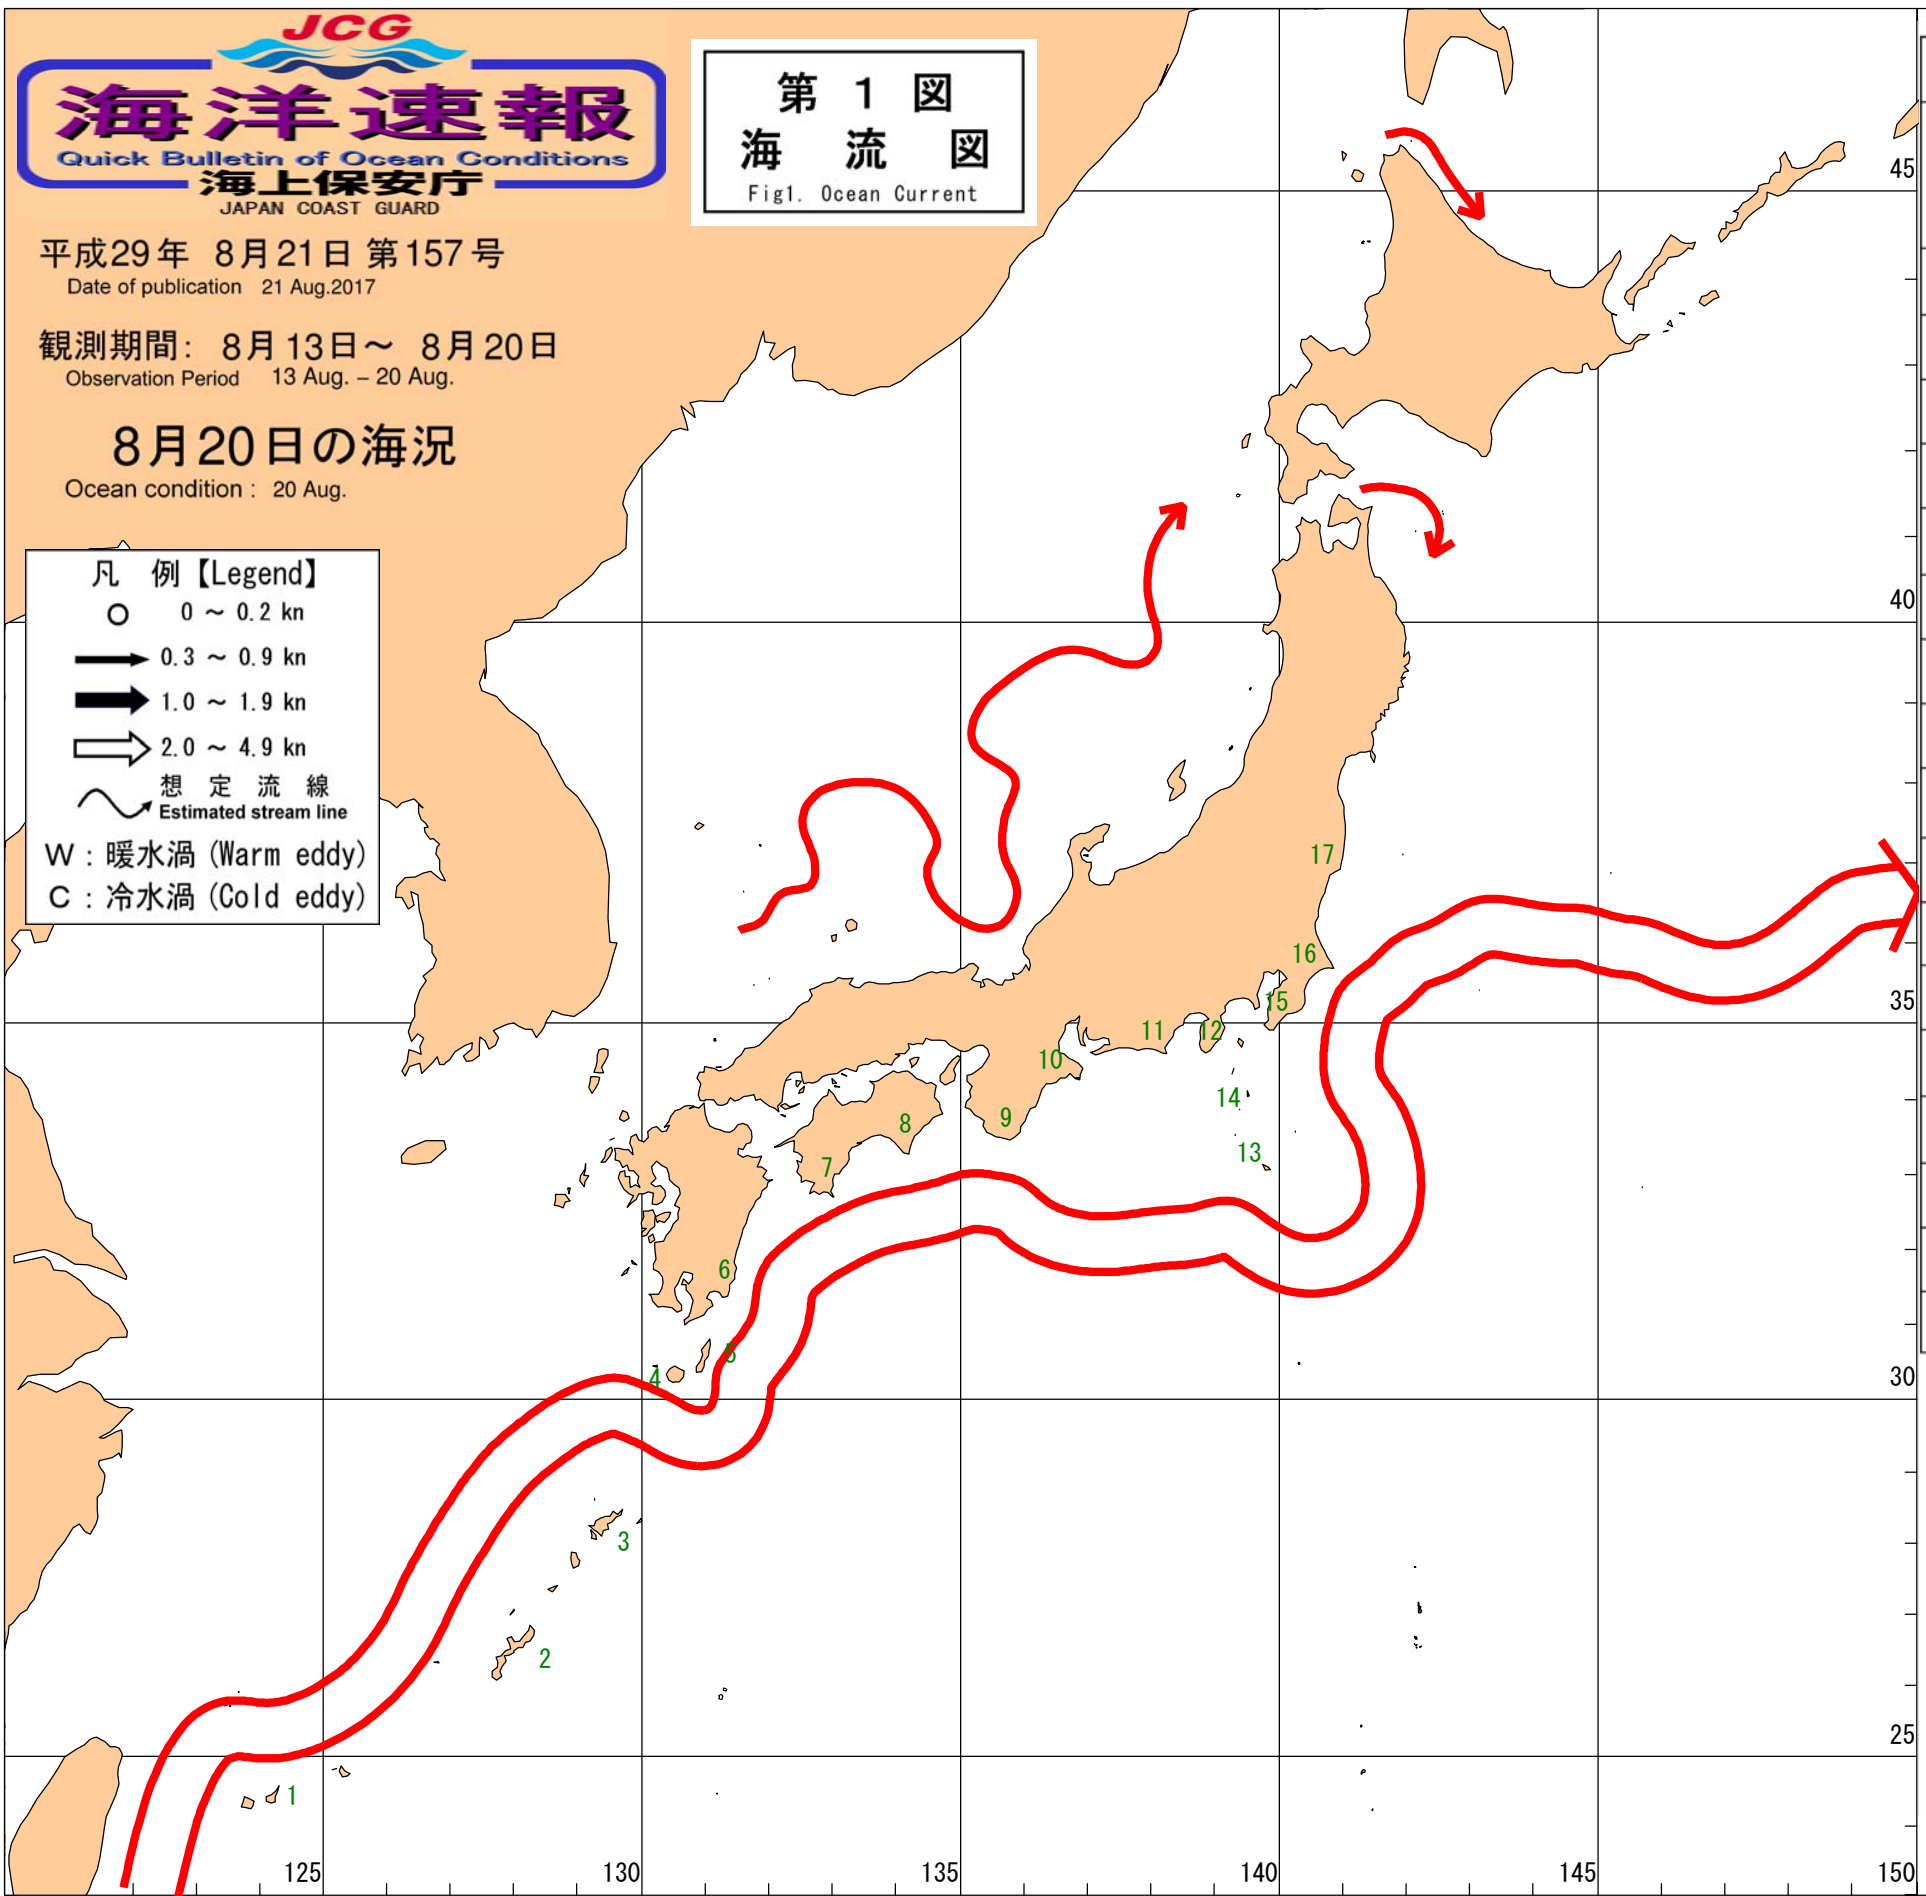 JCG
海洋速報
Quick Bulletin of Ocean Conditions
海上保安庁
JAPAN COAST GUARD
平成29年 8月21日 第157号
Date of publication 21 Aug.2017
観測期間: 8月13日～ 8月20日
Observation Period 13 Aug. – 20 Aug.
8月20日の海況
Ocean condition : 20 Aug.
第 1 図
海 流 図
Fig1. Ocean Current
凡 例【Legend】
0 ～ 0.2 kn
0.3 ～ 0.9 kn
1.0 ～ 1.9 kn
2.0 ～ 4.9 kn
想 定 流 線
Estimated stream line
W : 暖水渦 (Warm eddy)
C : 冷水渦 (Cold eddy)
45
40
17
16
35
15
12
11
10
14
9
8
13
7
6
5
4
30
3
2
25
1
125
130
135
140
145
150